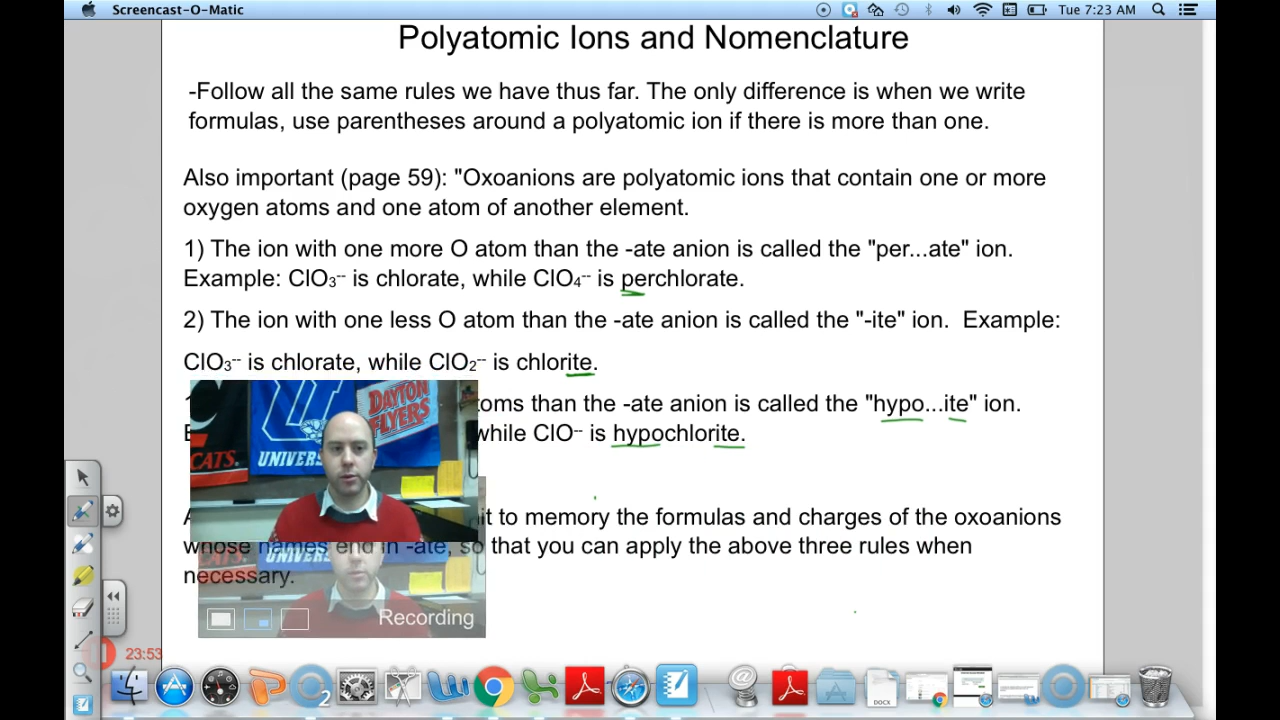 Screencast-O-Matic
Tue 7:23 AM
Polyatomic Ions and Nomenclature
-Follow all the same rules we have thus far. The only difference is when we write
formulas, use parentheses around a polyatomic ion if there is more than one.
Also important (page 59): "Oxoanions are polyatomic ions that contain one or more
oxygen atoms and one atom of another element.
1) The ion with one more O atom than the -ate anion is called the "per...ate" ion.
Example: ClO₃⁻⁻ is chlorate, while ClO₄⁻⁻ is perchlorate.
2) The ion with one less O atom than the -ate anion is called the "-ite" ion. Example:
ClO₃⁻⁻ is chlorate, while ClO₂⁻⁻ is chlorite.
than the -ate anion is called the "hypo...ite" ion.
while ClO⁻⁻ is hypochlorite.
to memory the formulas and charges of the oxoanions
whose names end in -ate, so that you can apply the above three rules when
necessary.
CATS.
UNIVERS
DAYTON
FLYERS
Recording
23:53
2
DOCX